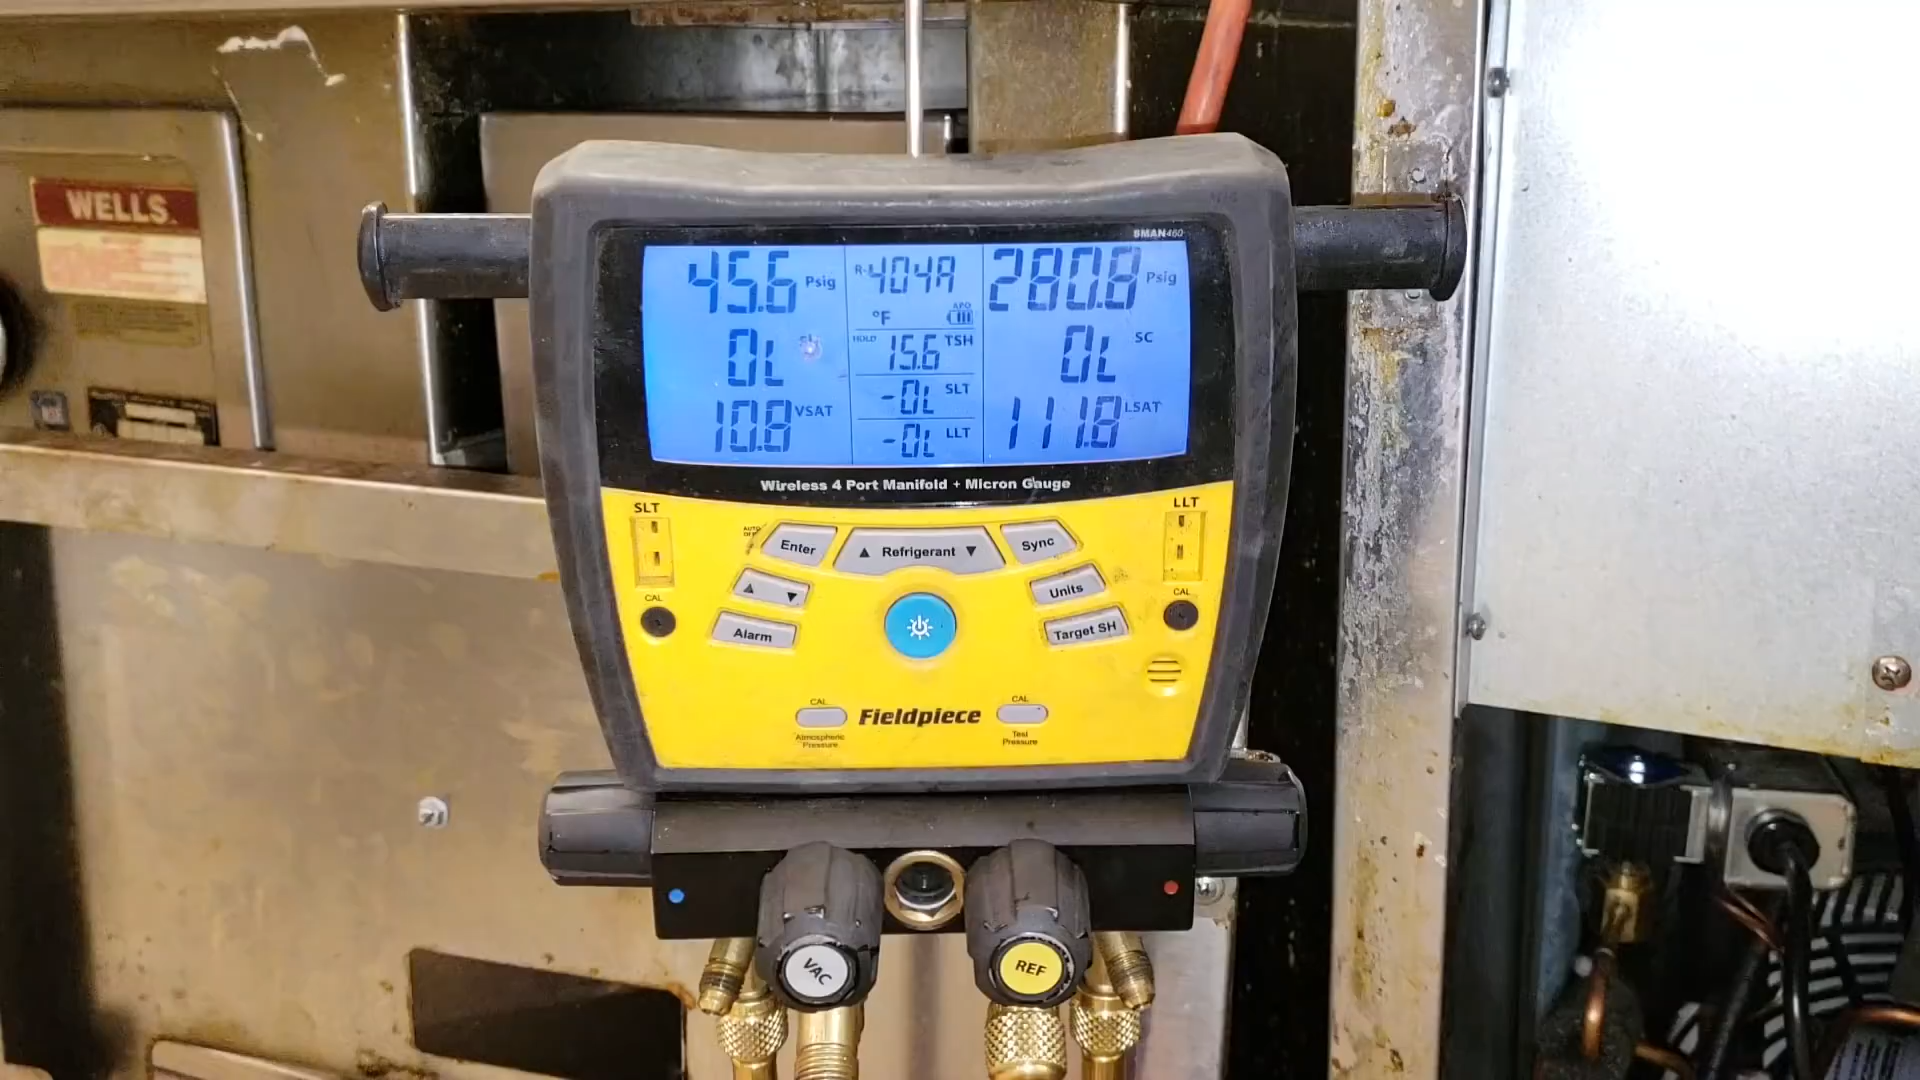 WELLS
SMAN460
45.6 Psig
R-404A
280.8 Psig
APO
°F
0L
HOLD 15.6 TSH
0L SC
-0L SLT
10.8 VSAT
-0L LLT
111.8 LSAT
Wireless 4 Port Manifold + Micron Gauge
SLT
LLT
Enter
▲ Refrigerant ▼
Sync
▲ ▼
Units
CAL
CAL
Alarm
Target SH
CAL
Fieldpiece
CAL
Atmospheric
Pressure
Test
Pressure
VAC
REF